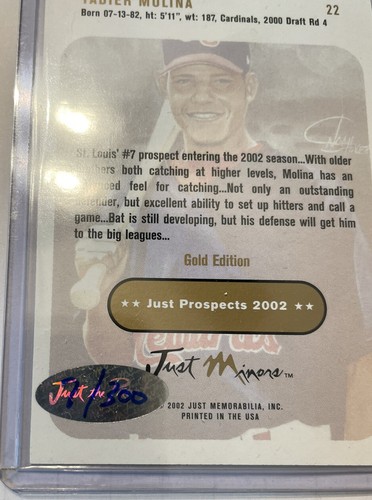 YADIER MOLINA
22
Born 07-13-82, ht: 5'11", wt: 187, Cardinals, 2000 Draft Rd 4
St. Louis' #7 prospect entering the 2002 season...With older
both catching at higher levels, Molina has an
feel for catching...Not only an outstanding
but excellent ability to set up hitters and call a
game...Bat is still developing, but his defense will get him
to the big leagues...
Gold Edition
★★ Just Prospects 2002 ★★
Just Minors™
/300
2002 JUST MEMORABILIA, INC.
PRINTED IN THE USA